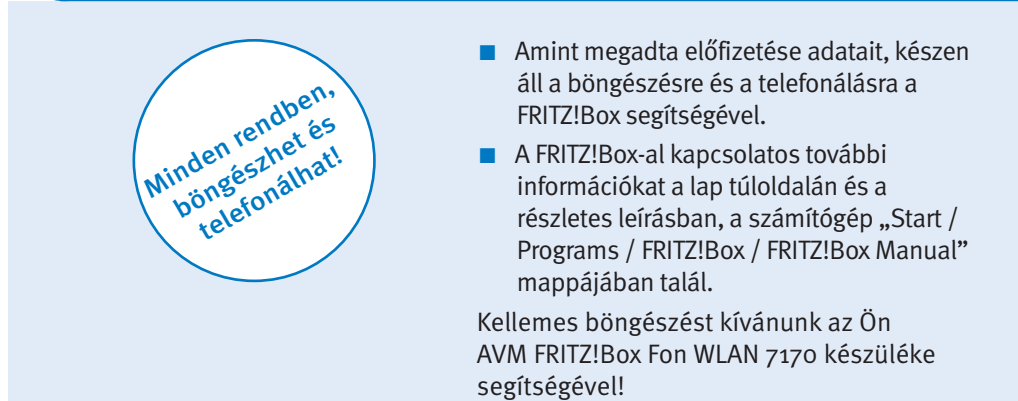 Minden rendben,
böngészhet és
telefonálhat!
■ Amint megadta előfizetése adatait, készen
áll a böngészésre és a telefonálásra a
FRITZ!Box segítségével.
■ A FRITZ!Box-al kapcsolatos további
információkat a lap túloldalán és a
részletes leírásban, a számítógép „Start /
Programs / FRITZ!Box / FRITZ!Box Manual”
mappájában talál.
Kellemes böngészést kívánunk az Ön
AVM FRITZ!Box Fon WLAN 7170 készüléke
segítségével!